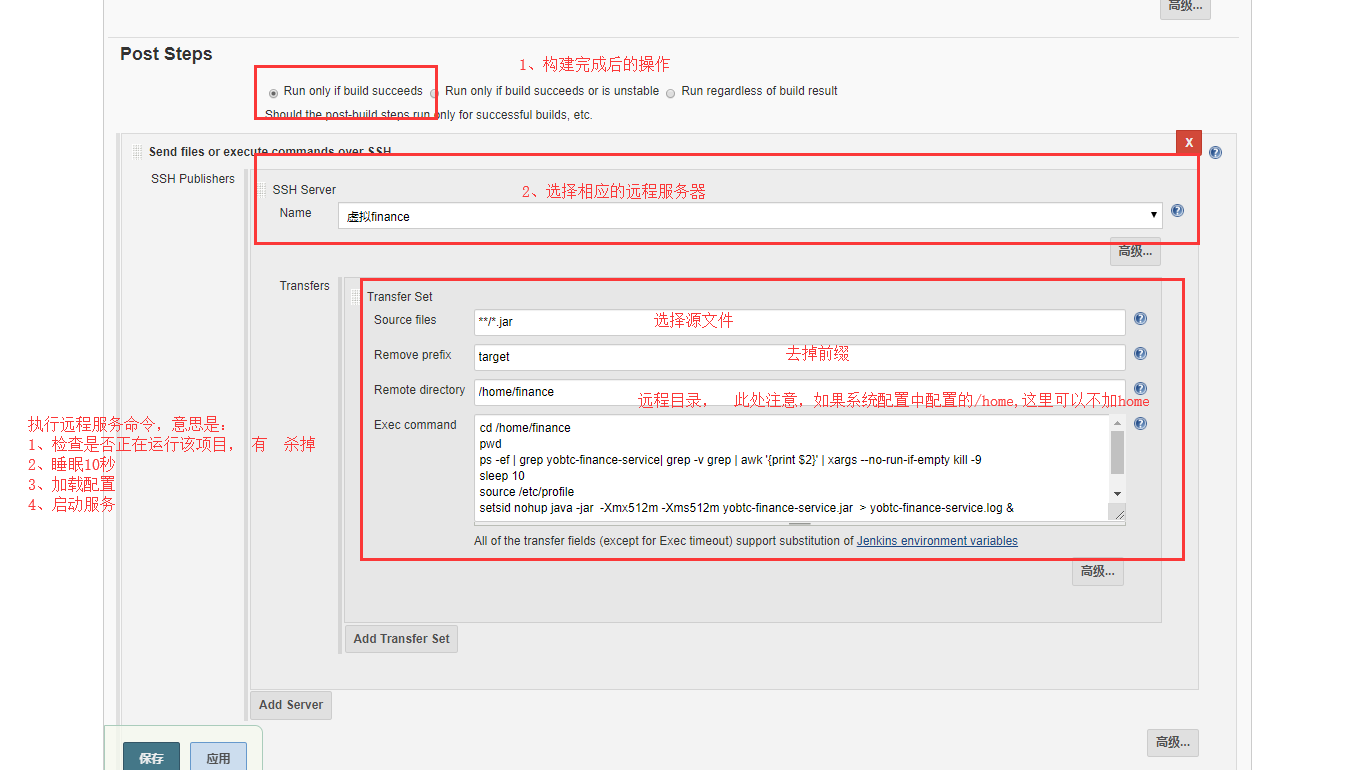 高级...
Post Steps
1、构建完成后的操作
Run only if build succeeds
Run only if build succeeds or is unstable
Run regardless of build result
Should the post-build steps run only for successful builds, etc.
Send files or execute commands over SSH
X
SSH Publishers
SSH Server
2、选择相应的远程服务器
Name
虚拟finance
高级...
Transfers
Transfer Set
Source files
**/*.jar
选择源文件
Remove prefix
target
去掉前缀
Remote directory
/home/finance
远程目录， 此处注意，如果系统配置中配置的/home,这里可以不加home
Exec command
cd /home/finance
pwd
ps -ef | grep yobtc-finance-service| grep -v grep | awk '{print $2}' | xargs --no-run-if-empty kill -9
sleep 10
source /etc/profile
setsid nohup java -jar  -Xmx512m -Xms512m yobtc-finance-service.jar  > yobtc-finance-service.log &
执行远程服务命令，意思是：
1、检查是否正在运行该项目， 有 杀掉
2、睡眠10秒
3、加载配置
4、启动服务
All of the transfer fields (except for Exec timeout) support substitution of Jenkins environment variables
高级...
Add Transfer Set
Add Server
高级...
保存
应用